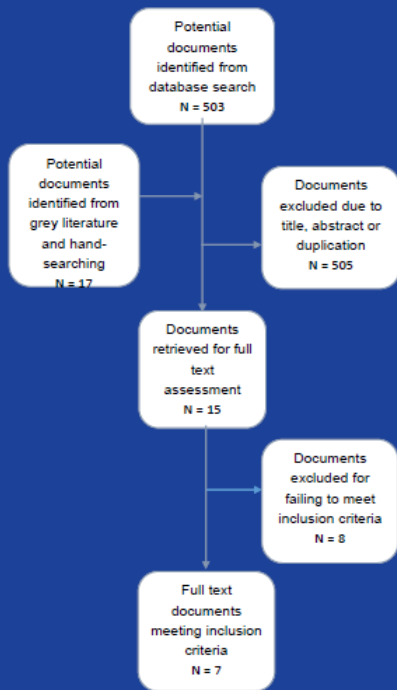 Potential
documents
identified from
database search
N = 503
Potential
documents
identified from
grey literature
and hand-
searching
N = 17
Documents
excluded due to
title, abstract or
duplication
N = 505
Documents
retrieved for full
text
assessment
N = 15
Documents
excluded for
failing to meet
inclusion criteria
N = 8
Full text
documents
meeting inclusion
criteria
N = 7